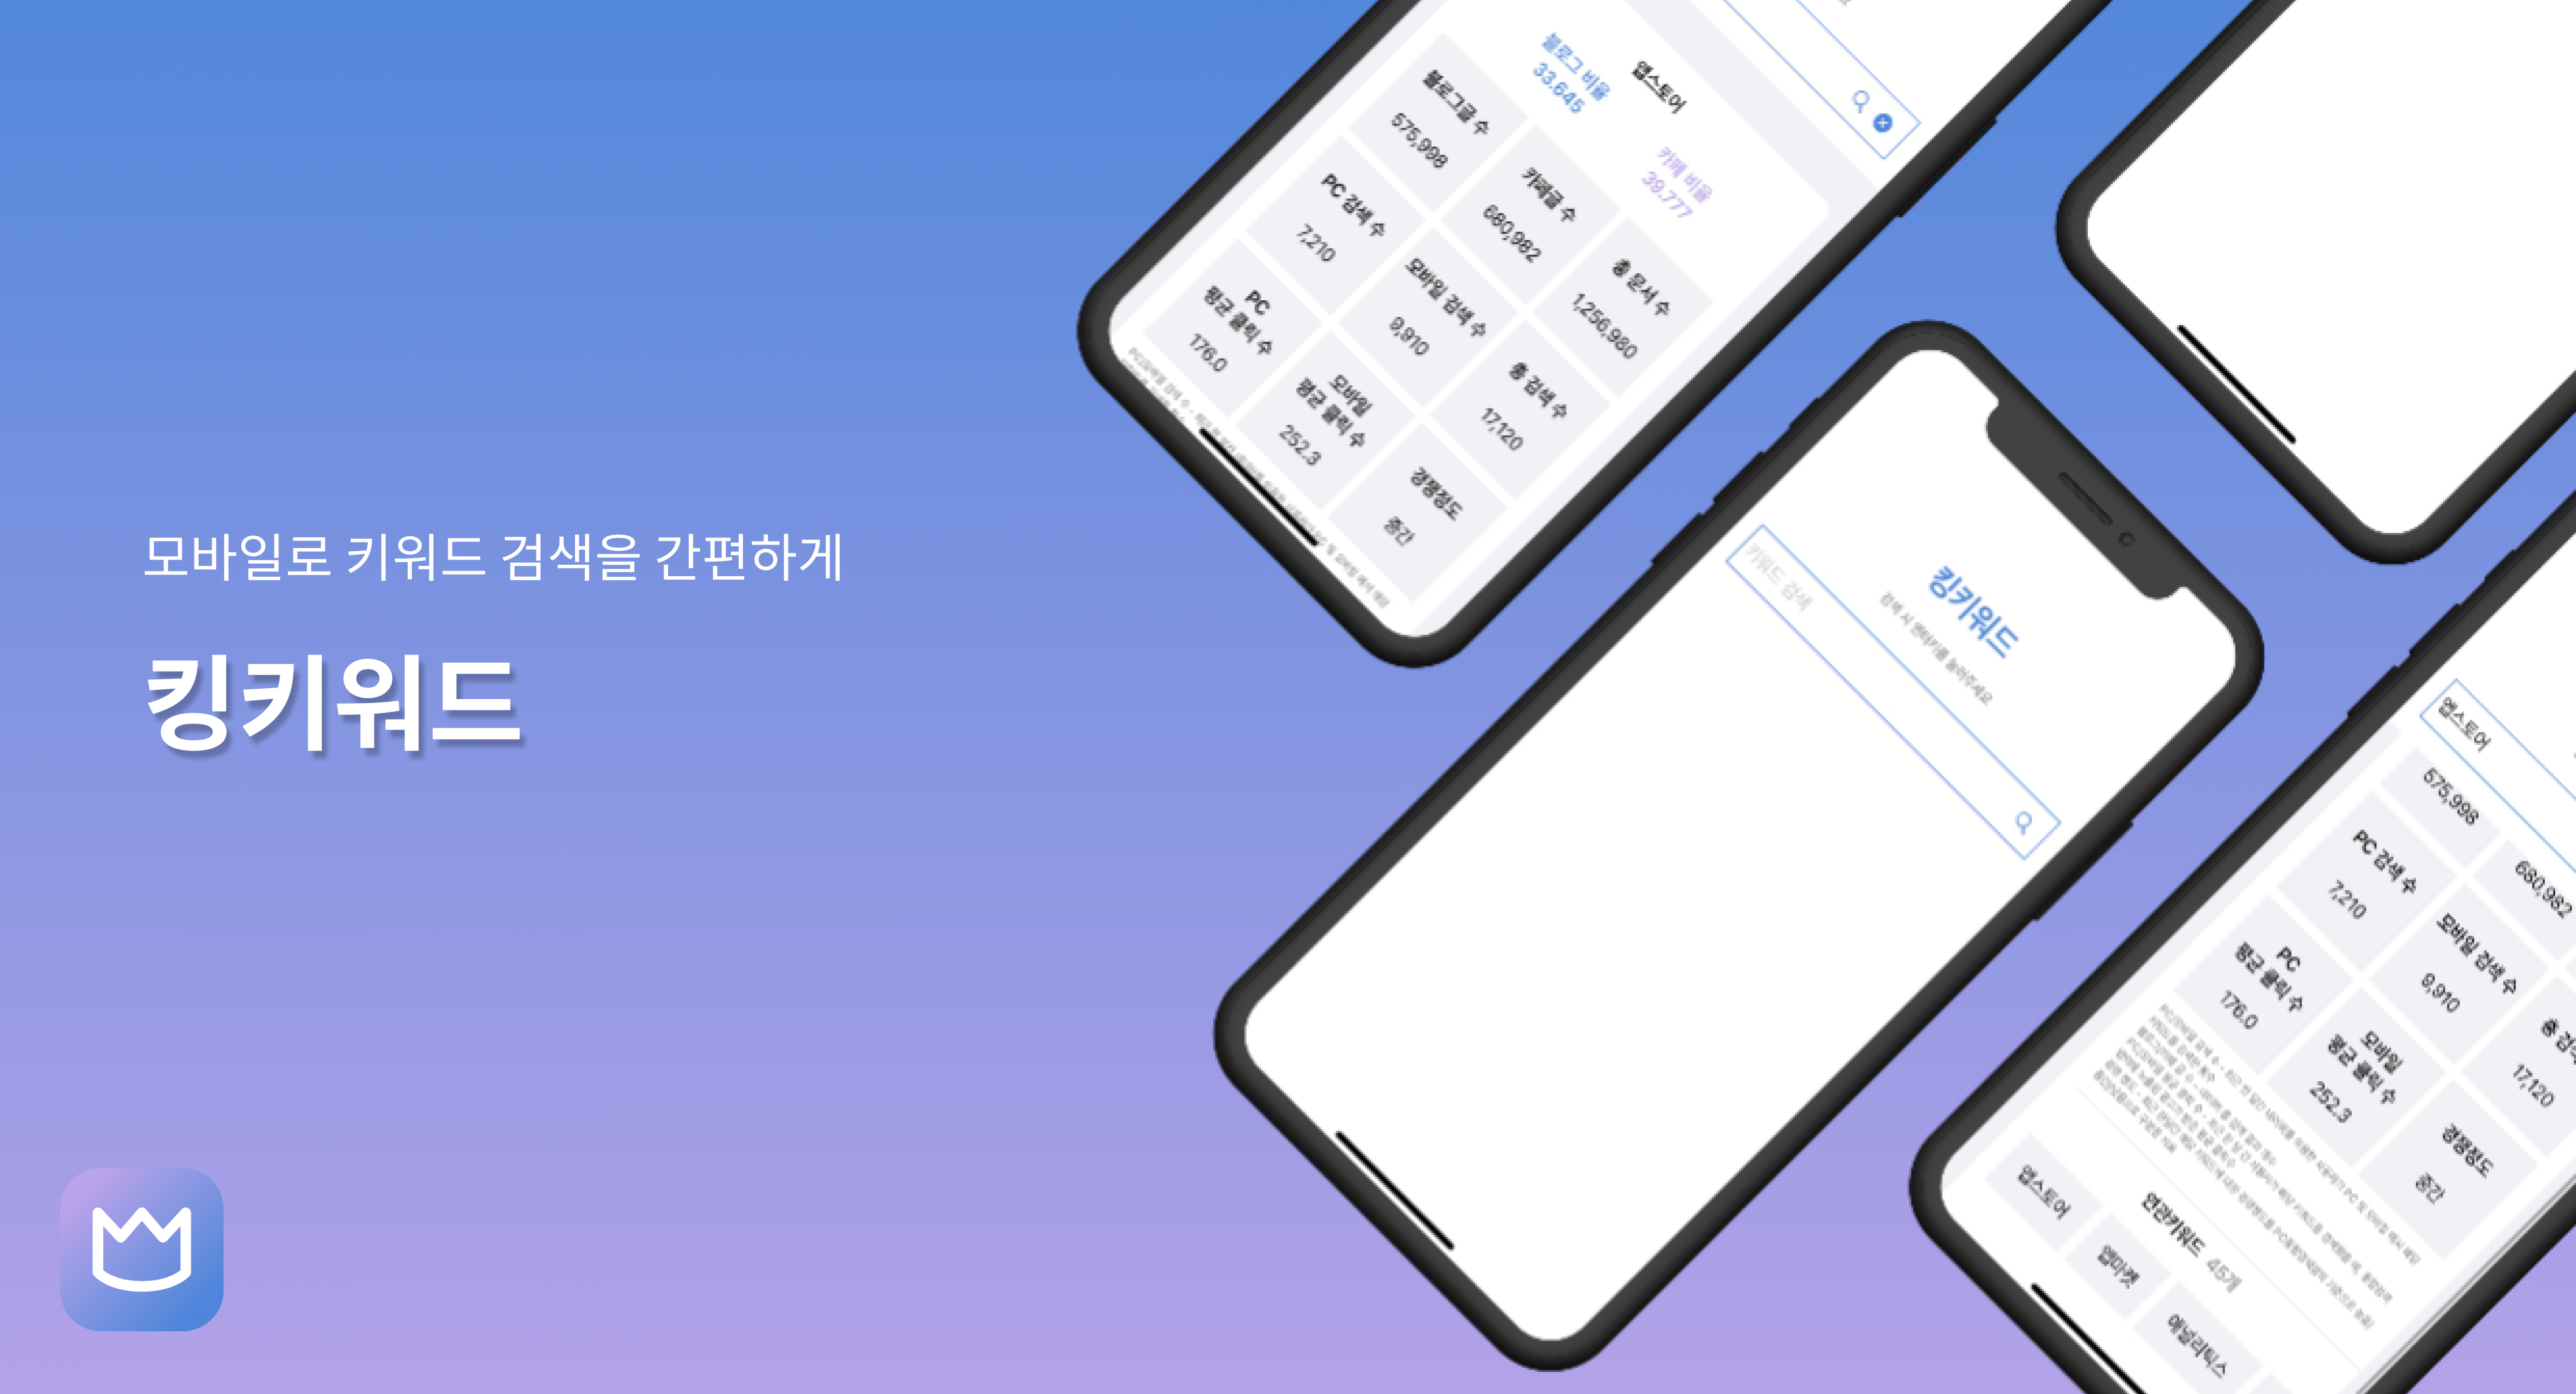 모바일로 키워드 검색을 간편하게
킹키워드
앱스토어
블로그 비율
33.645
카페 비율
39.777
블로그글 수
575,998
카페글 수
680,982
총 문서 수
1,256,980
PC 검색 수
7,210
모바일 검색 수
9,910
총 검색 수
17,120
PC
평균 클릭 수
176.0
모바일
평균 클릭 수
252.3
경쟁정도
중간
킹키워드
검색 시 엔터키를 눌러주세요
키워드 검색
앱스토어
575,998
680,982
PC 검색 수
7,210
모바일 검색 수
9,910
총 검색
17,120
PC
평균 클릭 수
176.0
모바일
평균 클릭 수
252.3
경쟁정도
중간
연관키워드 45개
앱스토어
앱마켓
애널리틱스